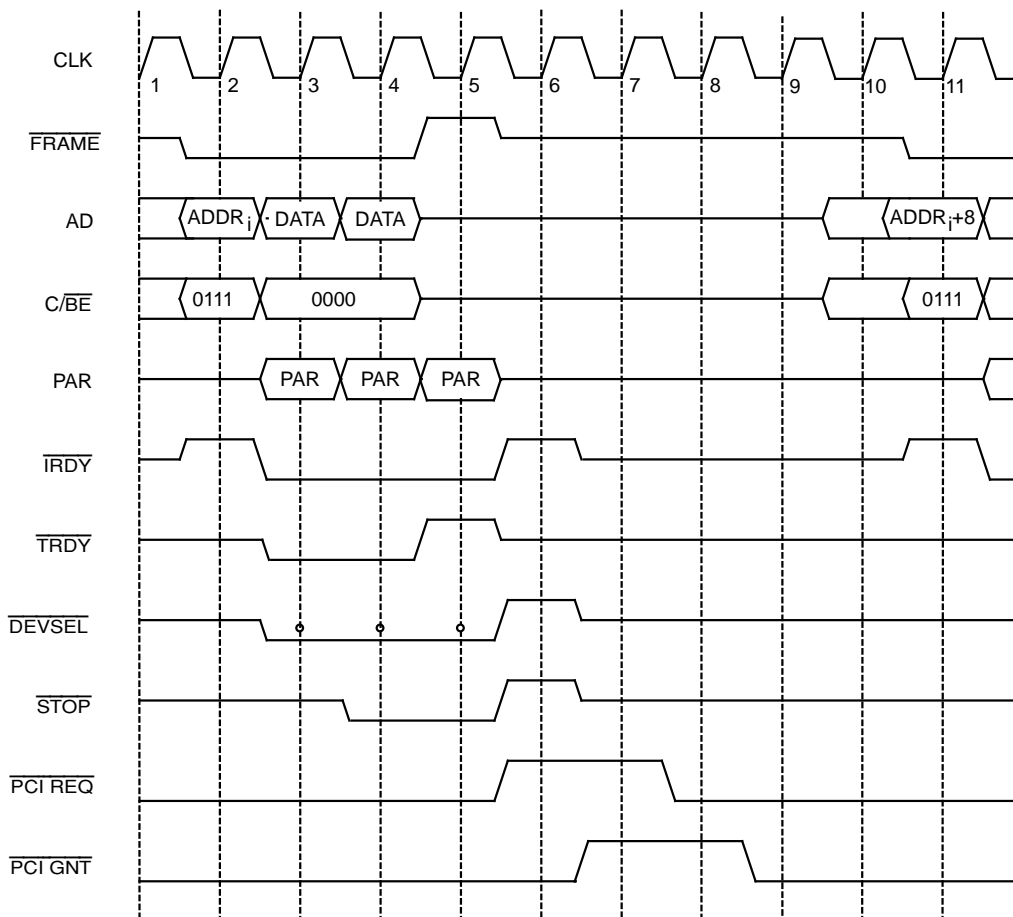 CLK
1 2 3 4 5 6 7 8 9 10 11
FRAME
AD
ADDRi DATA DATA ADDRi+8
C/BE
0111 0000 0111
PAR
PAR PAR PAR
IRDY
TRDY
DEVSEL
STOP
PCI REQ
PCI GNT